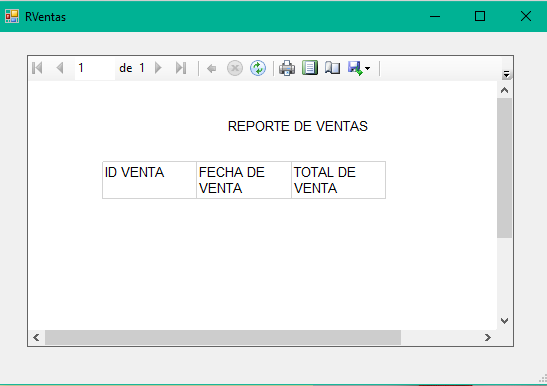 RVentas
1 de 1
REPORTE DE VENTAS
ID VENTA
FECHA DE
VENTA
TOTAL DE
VENTA